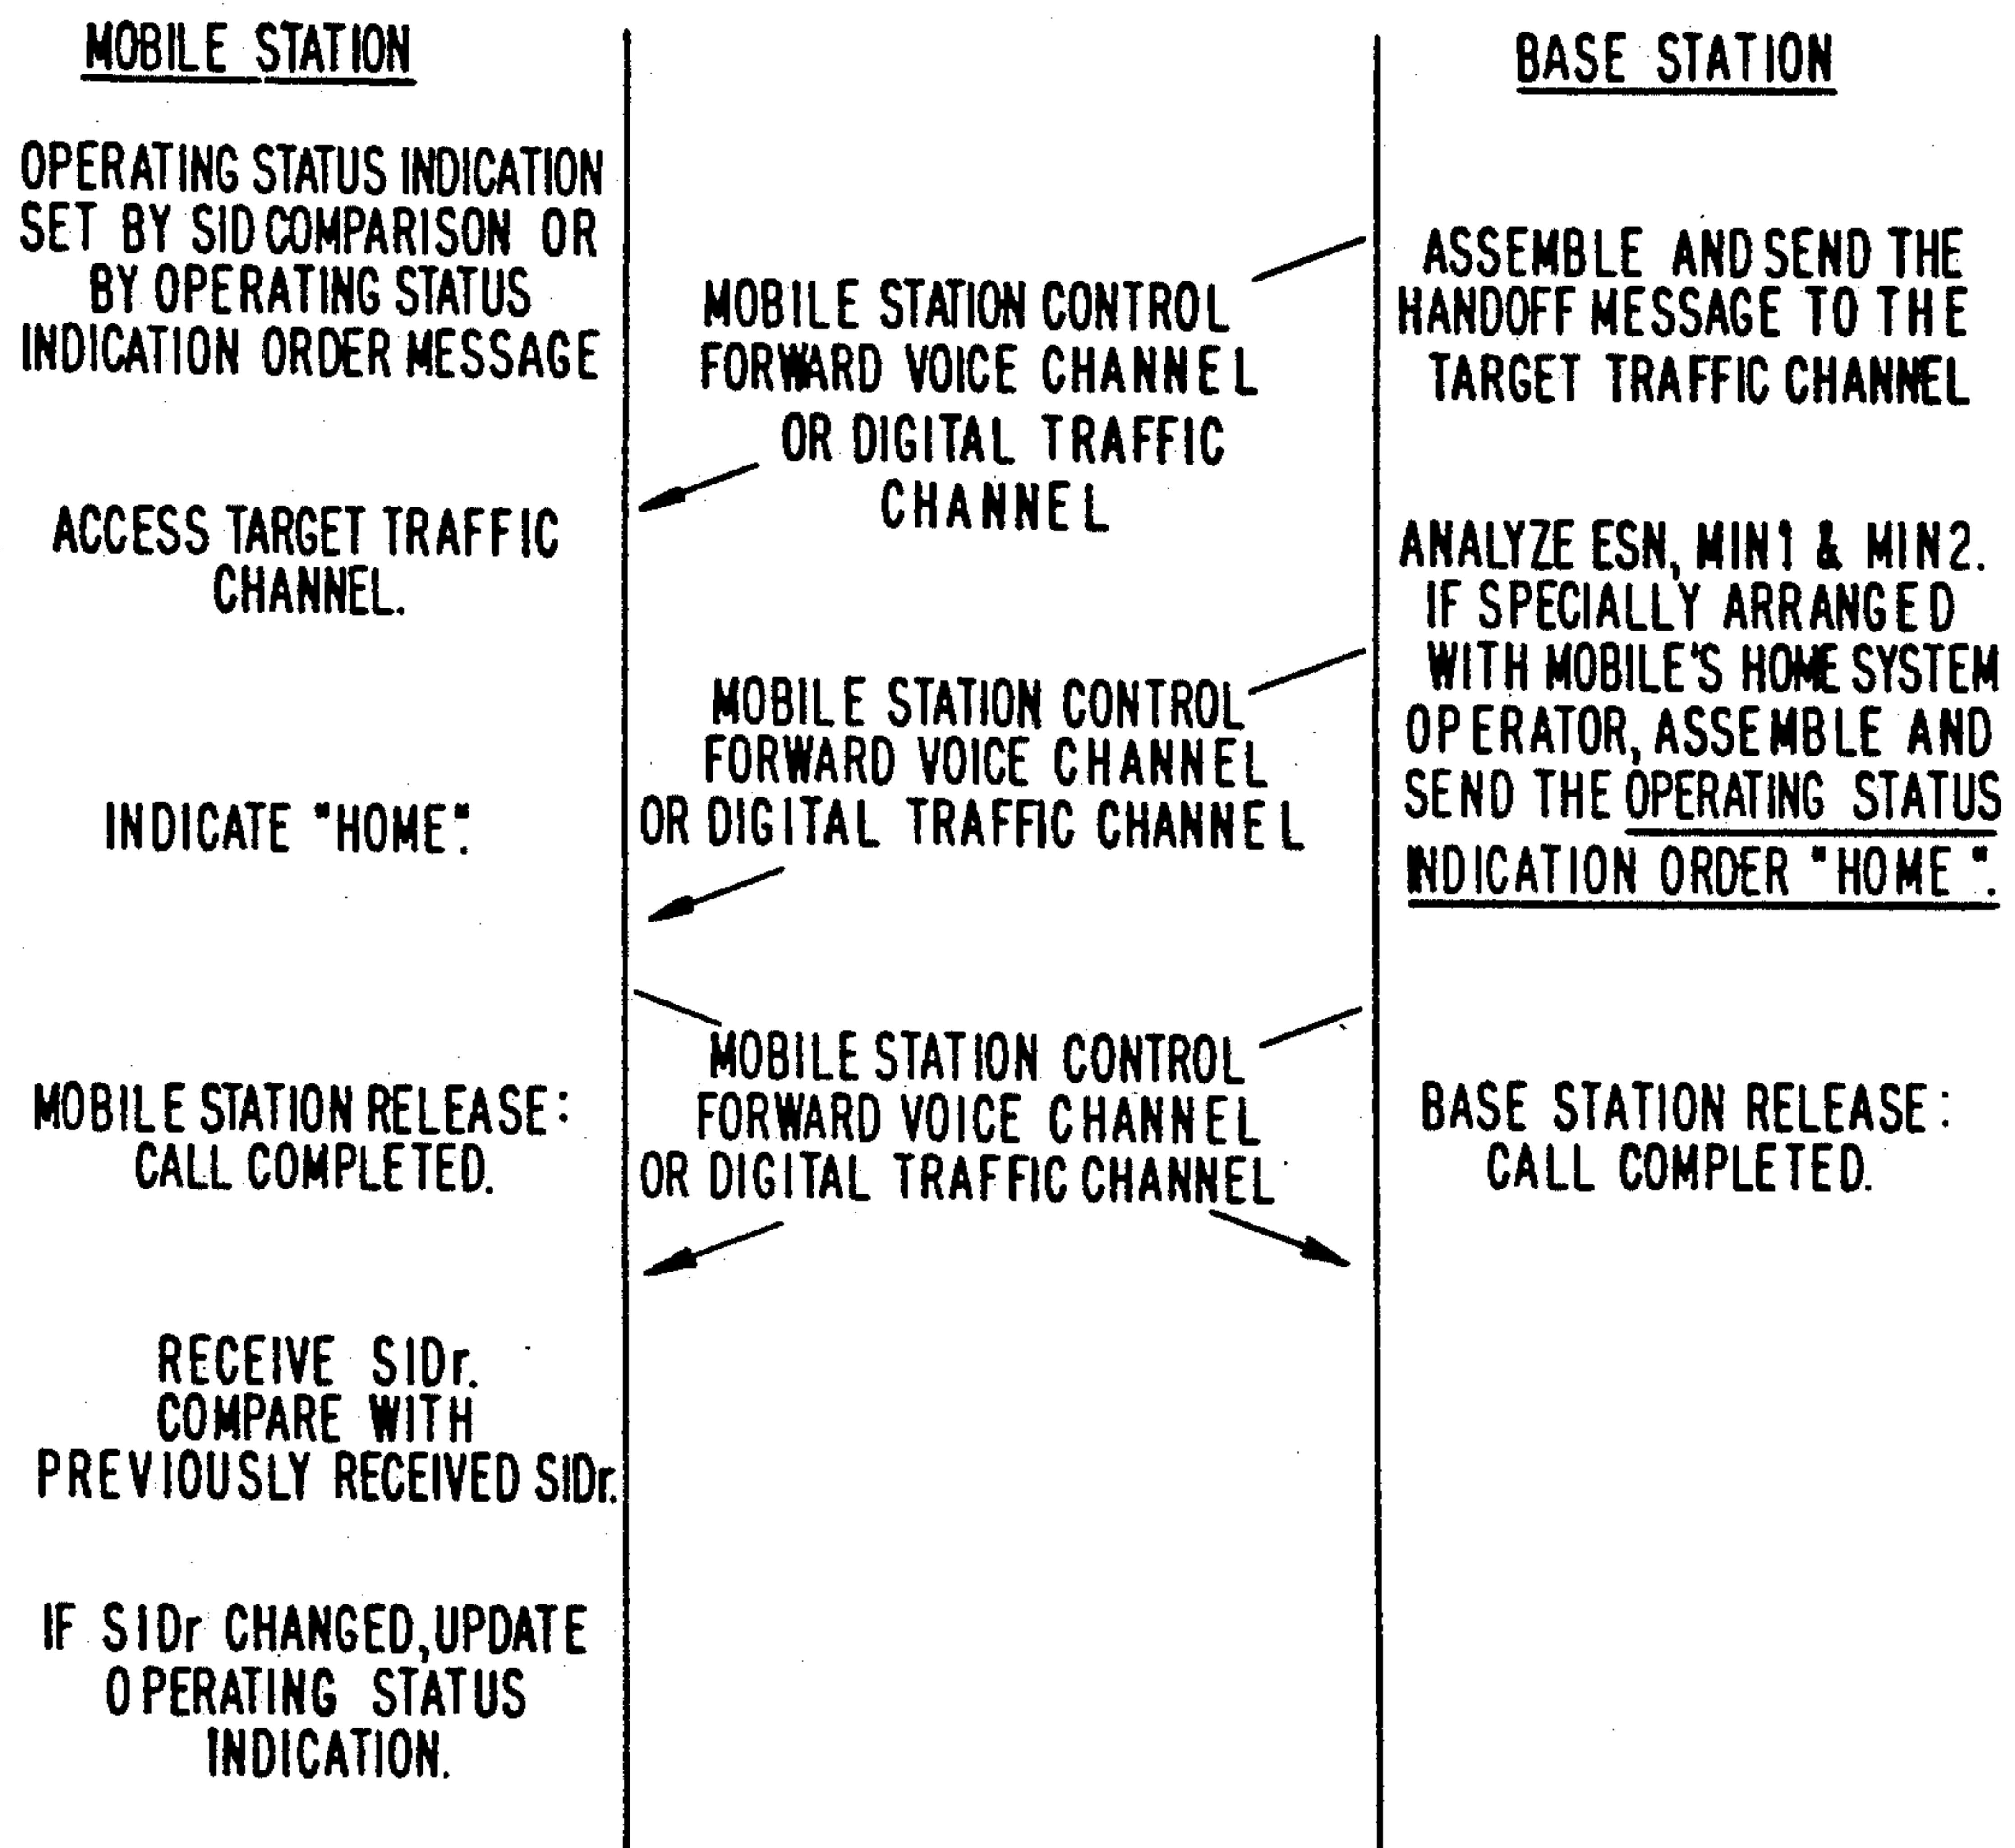 MOBILE STATION
OPERATING STATUS INDICATION
SET BY SID COMPARISON OR
BY OPERATING STATUS
INDICATION ORDER MESSAGE
ACCESS TARGET TRAFFIC
CHANNEL.
INDICATE "HOME".
MOBILE STATION RELEASE:
CALL COMPLETED.
RECEIVE SIDr.
COMPARE WITH
PREVIOUSLY RECEIVED SIDr.
IF SIDr CHANGED, UPDATE
OPERATING STATUS
INDICATION.
MOBILE STATION CONTROL
FORWARD VOICE CHANNEL
OR DIGITAL TRAFFIC
CHANNEL
MOBILE STATION CONTROL
FORWARD VOICE CHANNEL
OR DIGITAL TRAFFIC CHANNEL
MOBILE STATION CONTROL
FORWARD VOICE CHANNEL
OR DIGITAL TRAFFIC CHANNEL
BASE STATION
ASSEMBLE AND SEND THE
HANDOFF MESSAGE TO THE
TARGET TRAFFIC CHANNEL
ANALYZE ESN, MIN1 & MIN2.
IF SPECIALLY ARRANGED
WITH MOBILE'S HOME SYSTEM
OPERATOR, ASSEMBLE AND
SEND THE OPERATING STATUS
INDICATION ORDER "HOME".
BASE STATION RELEASE:
CALL COMPLETED.